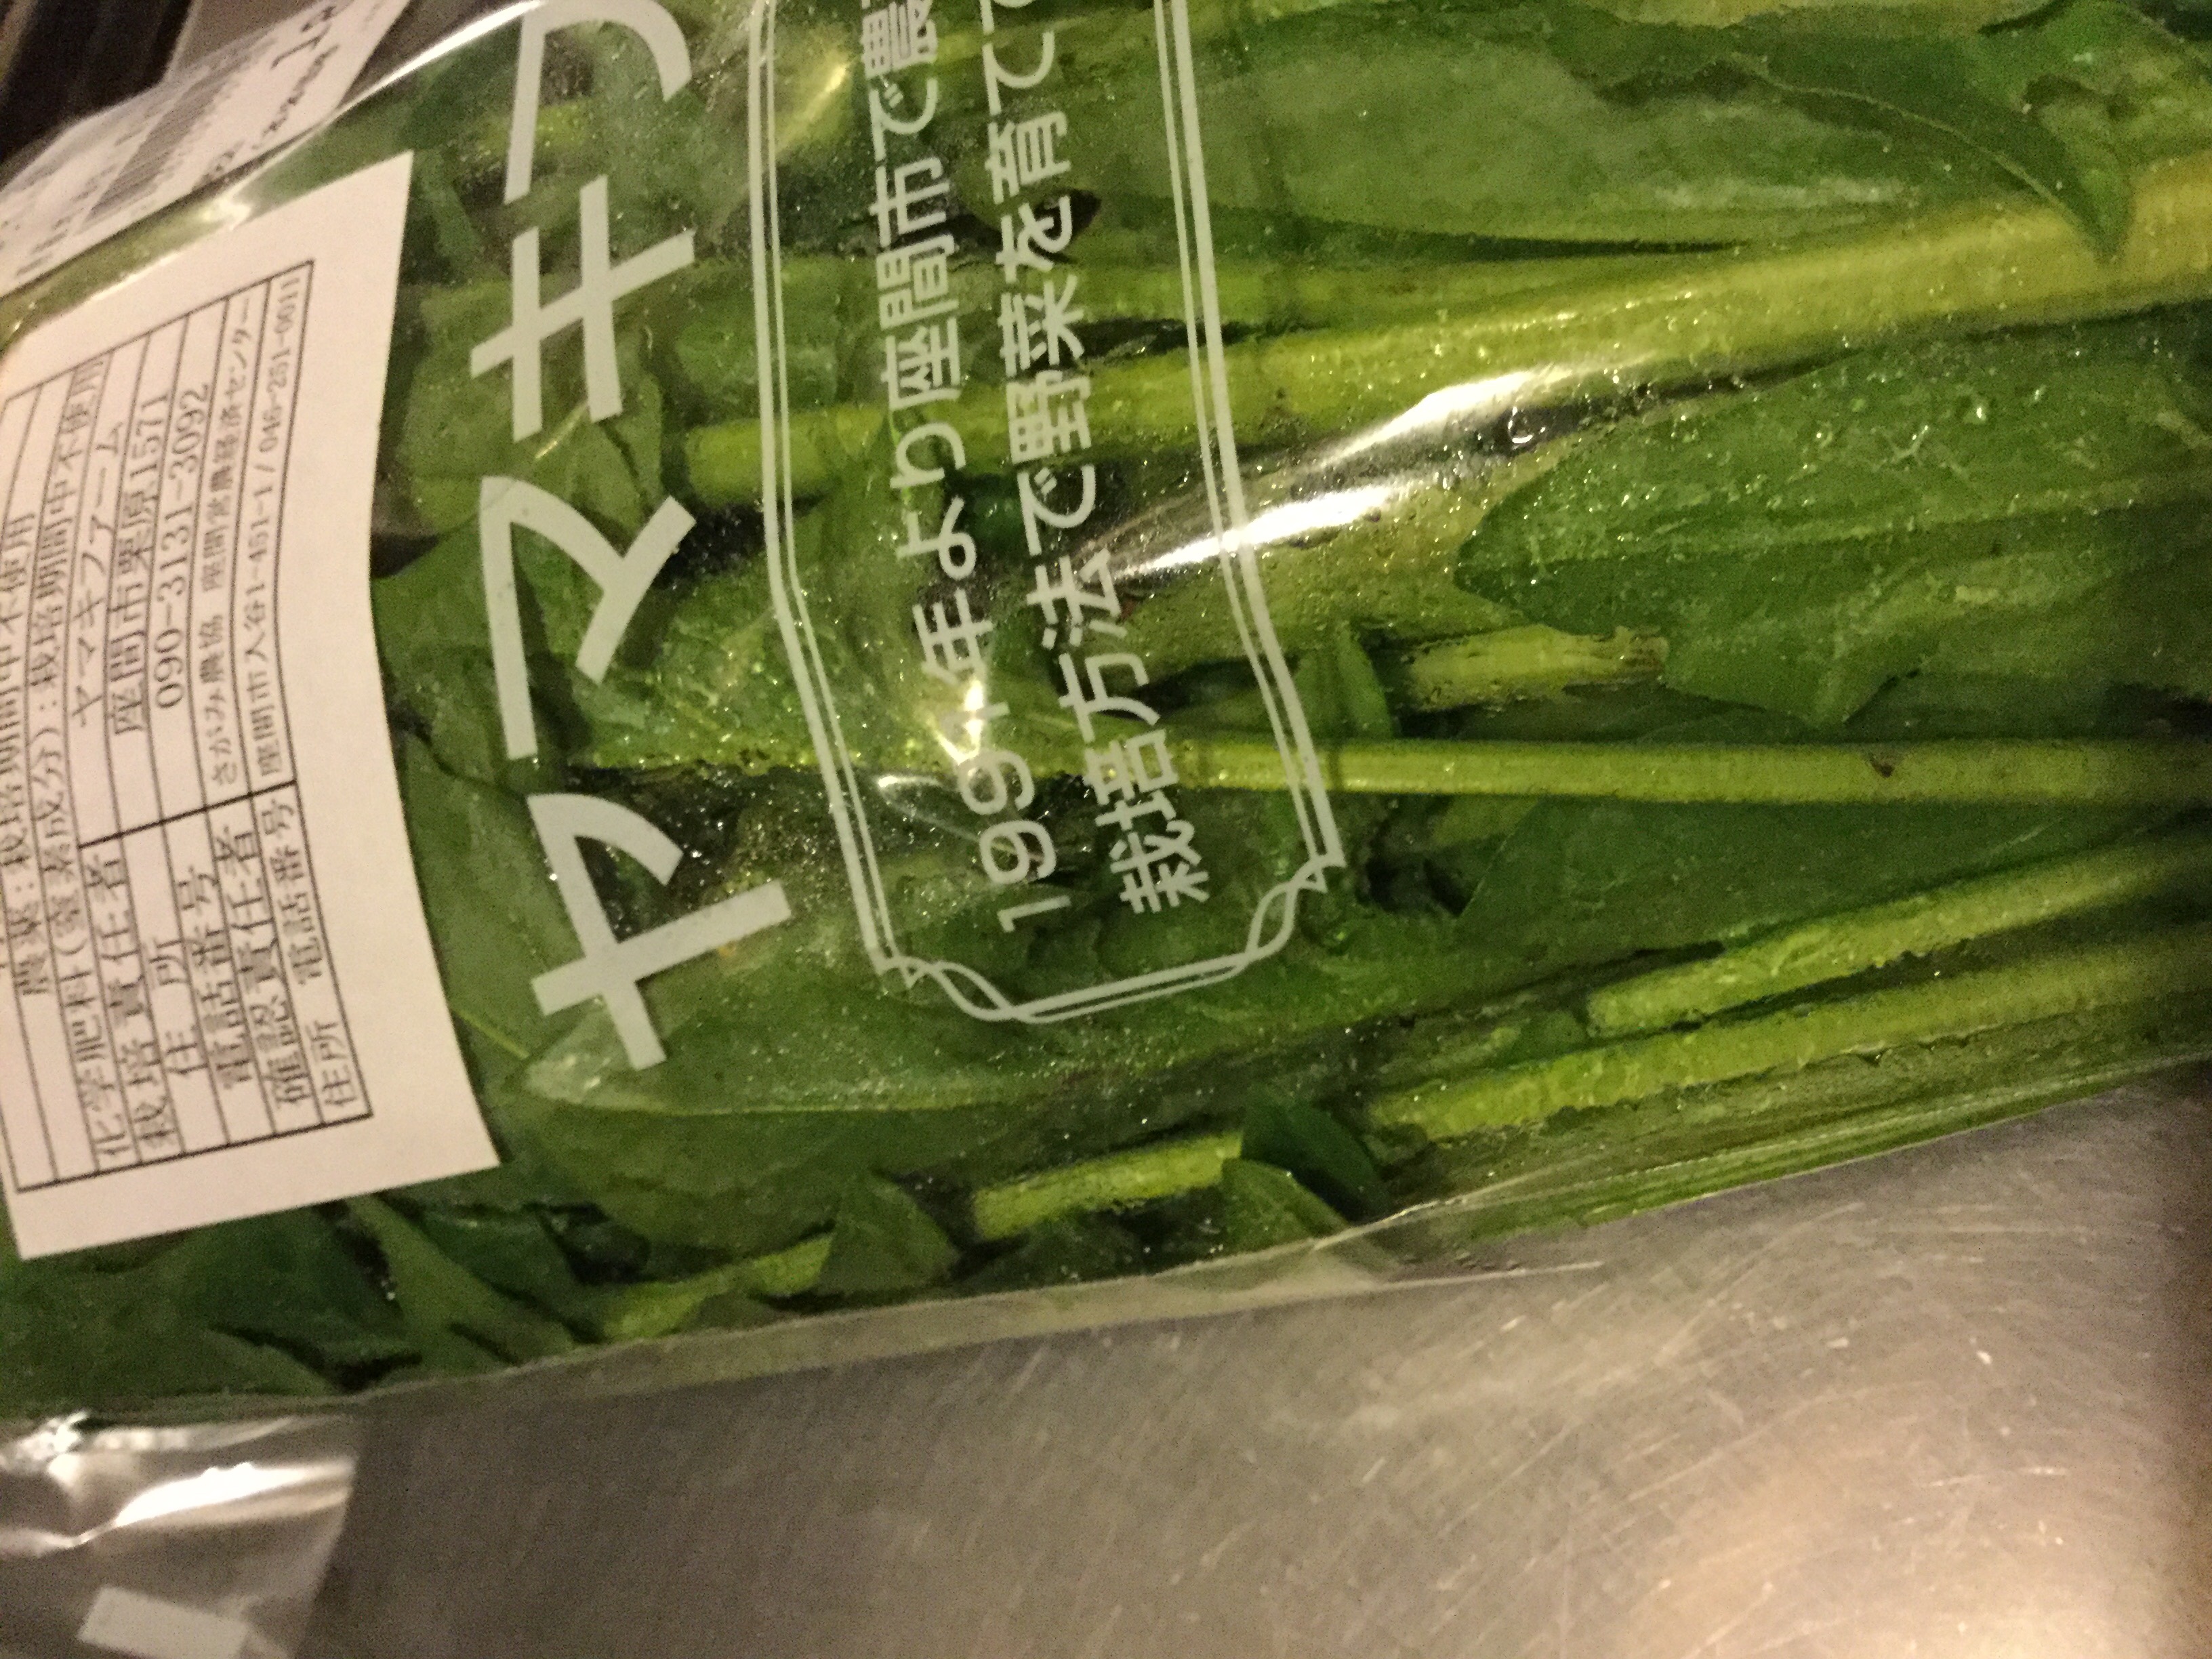 ヤマキフ
1991年より座間市で農
栽培方法で野菜を育て
農薬:栽培期間中不使用
化学肥料(窒素成分):栽培期間中不使用
栽培責任者 ヤマキファーム
住 所 座間市栗原1571
電話番号 090-3131-3092
確認責任者 さがみ農協 座間営農経済センター
住所 電話番号 座間市入谷1-451-1/046-251-0011